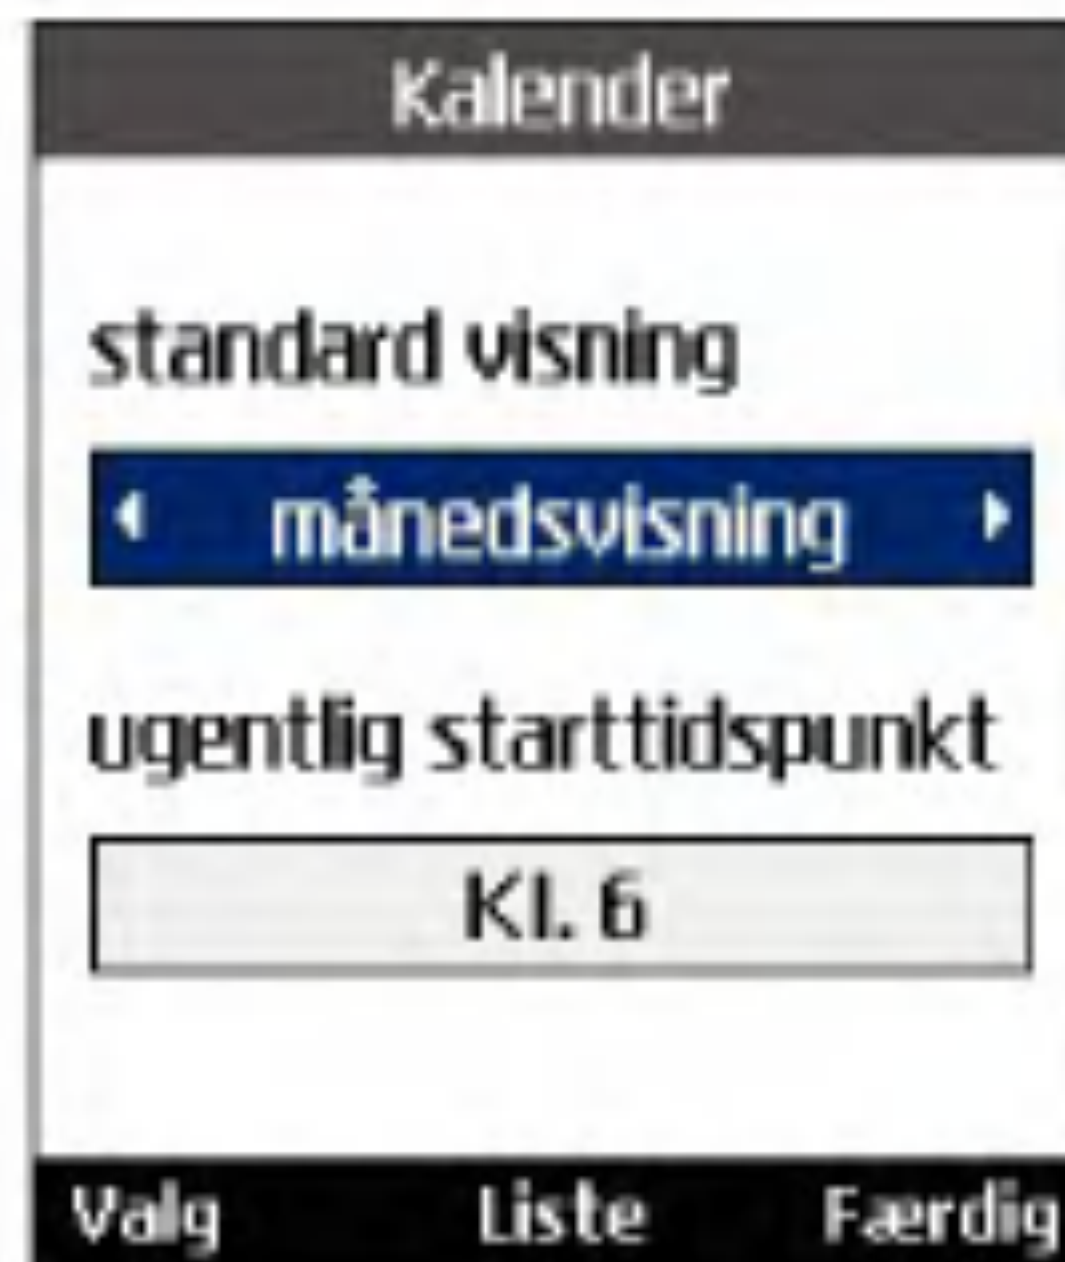 Kalender
standard visning
månedsvisning
ugentlig starttidspunkt
Kl. 6
Valg Liste Færdig